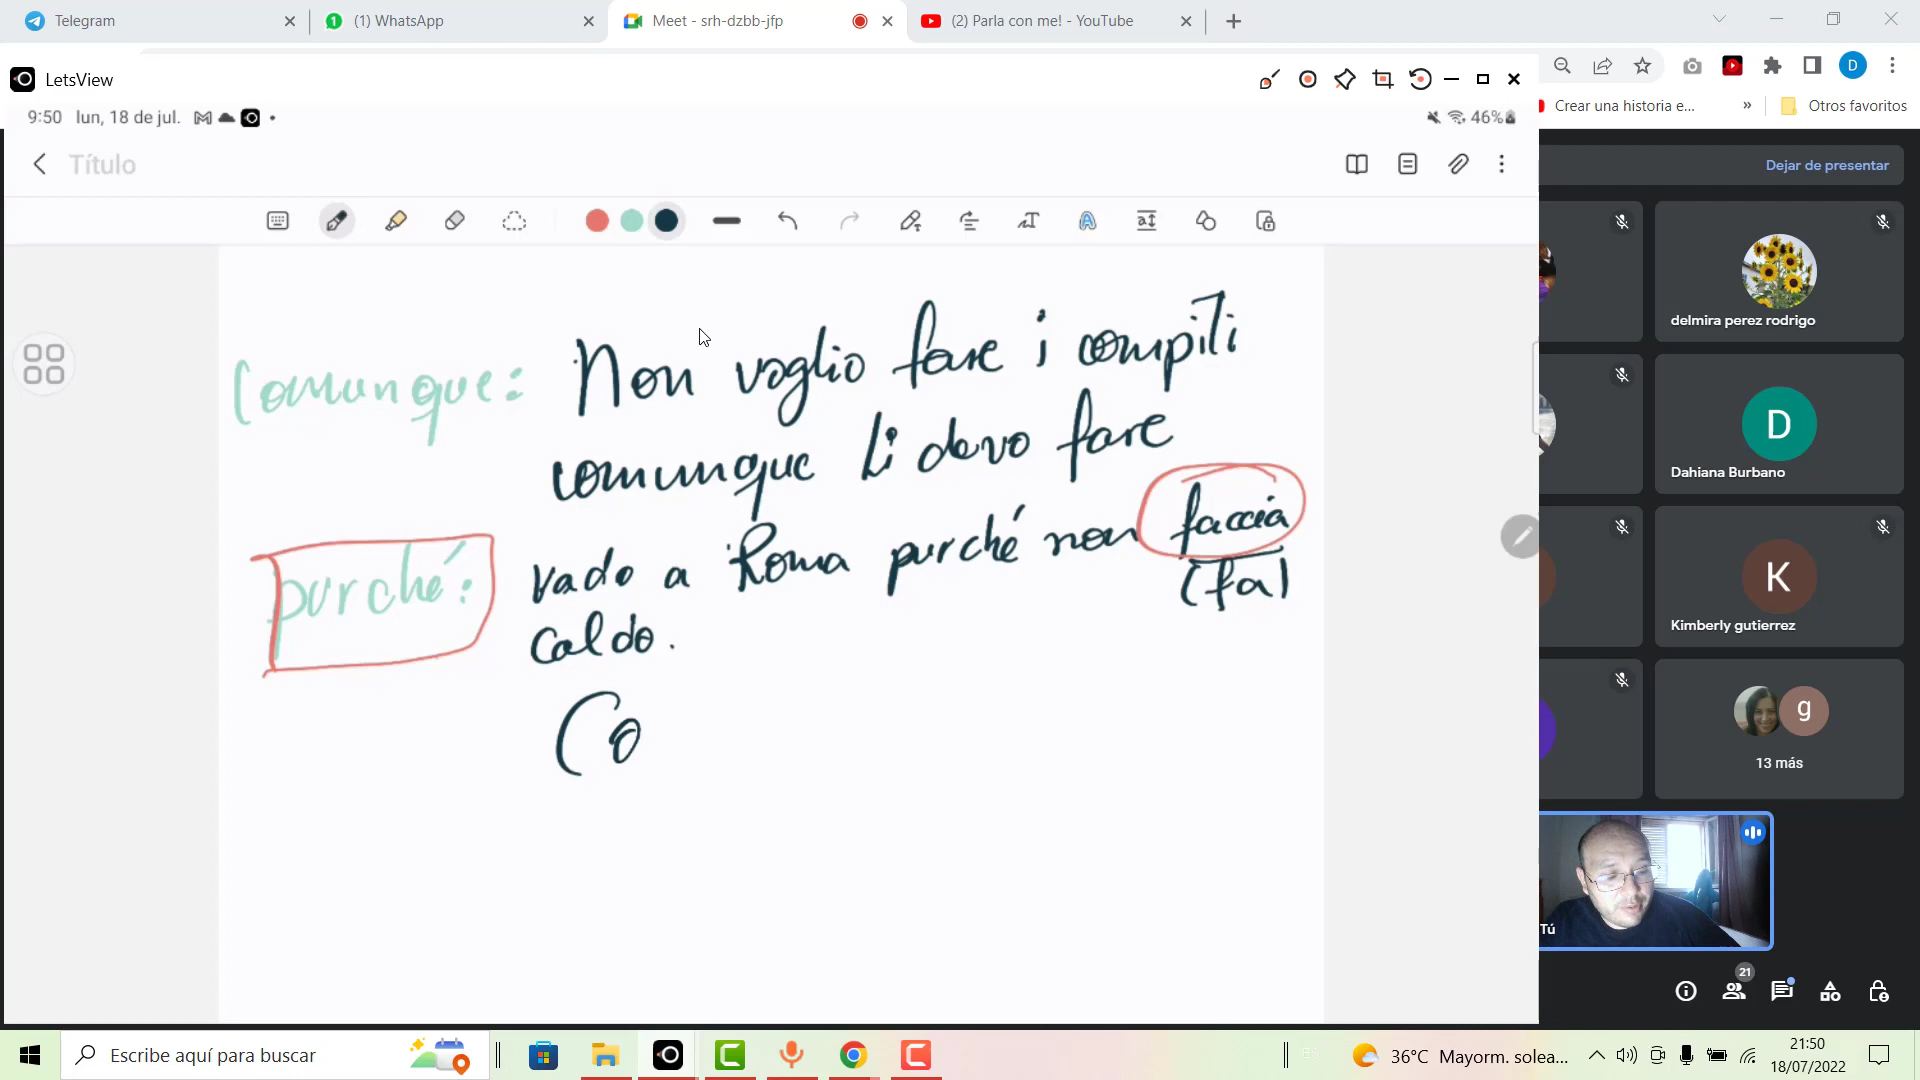 Telegram
(1) WhatsApp
Meet - srh-dzbb-jfp
(2) Parla con me! - YouTube
LetsView
D
Crear una historia e...
»
Otros favoritos
9:50 lun, 18 de jul.
46%
Título
Dejar de presentar
comunque: Non voglio fare i compiti
comunque li devo fare
purché: vado a Roma purché non faccia
(fa)
caldo.
(co
delmira perez rodrigo
D
Dahiana Burbano
K
Kimberly gutierrez
g
13 más
Tú
21
Escribe aquí para buscar
36°C Mayorm. solea...
21:50
18/07/2022